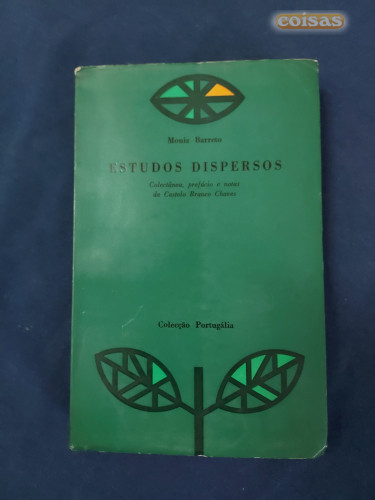 coisas
Moniz Barreto
ESTUDOS DISPERSOS
Colectânea, prefácio e notas
de Castelo Branco Chaves
Colecção Portugália